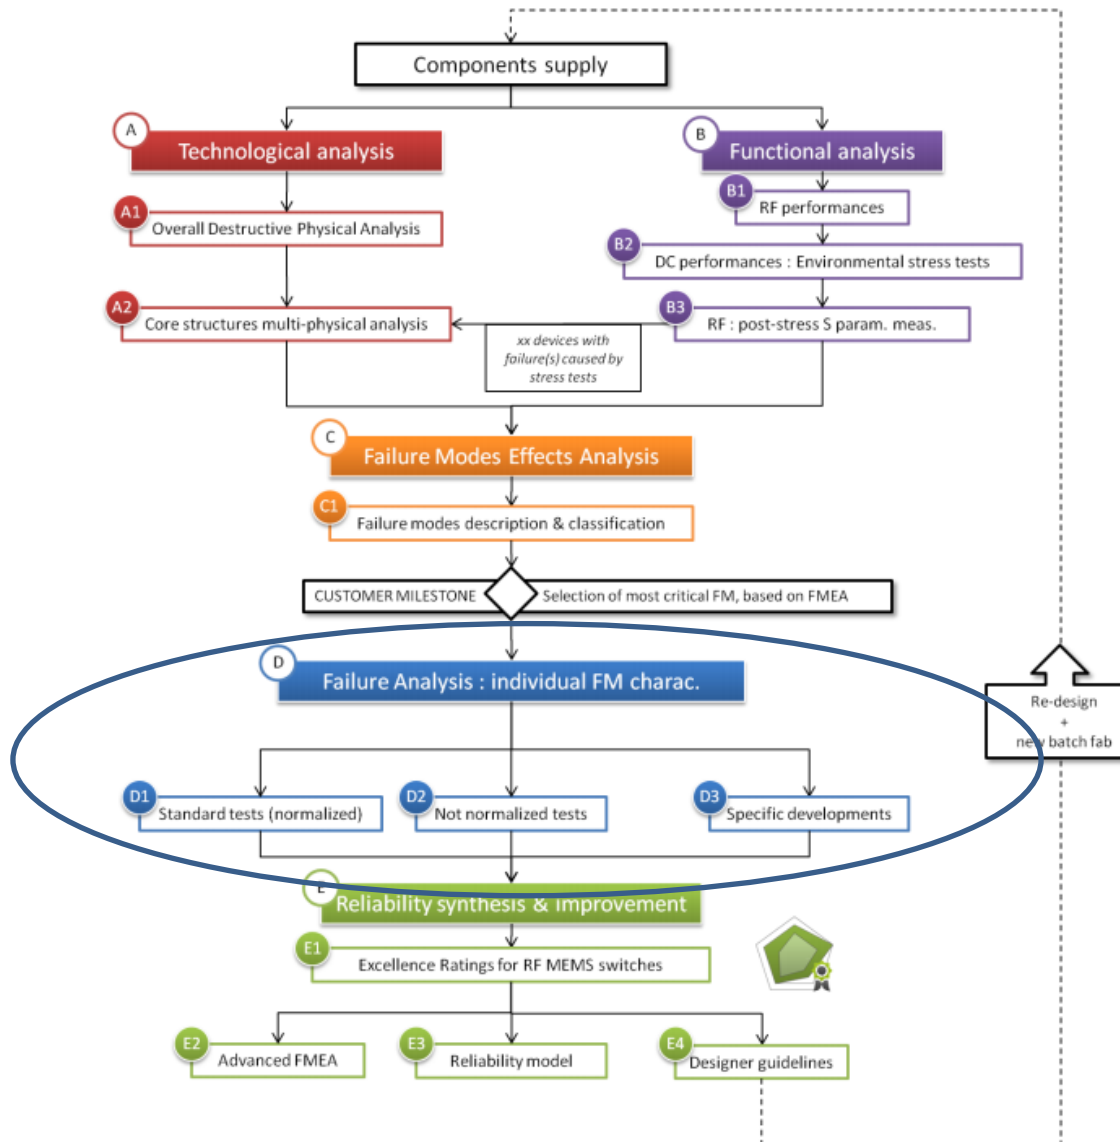 Components supply
A
Technological analysis
B
Functional analysis
B1
RF performances
A1
Overall Destructive Physical Analysis
B2
DC performances : Environmental stress tests
A2
Core structures multi-physical analysis
B3
RF : post-stress S param. meas.
xx devices with
failure(s) caused by
stress tests
C
Failure Modes Effects Analysis
C1
Failure modes description & classification
CUSTOMER MILESTONE
Selection of most critical FM, based on FMEA
D
Failure Analysis : individual FM charac.
Re-design
+
new batch fab
D1
Standard tests (normalized)
D2
Not normalized tests
D3
Specific developments
E
Reliability synthesis & improvement
E1
Excellence Ratings for RF MEMS switches
E2
Advanced FMEA
E3
Reliability model
E4
Designer guidelines